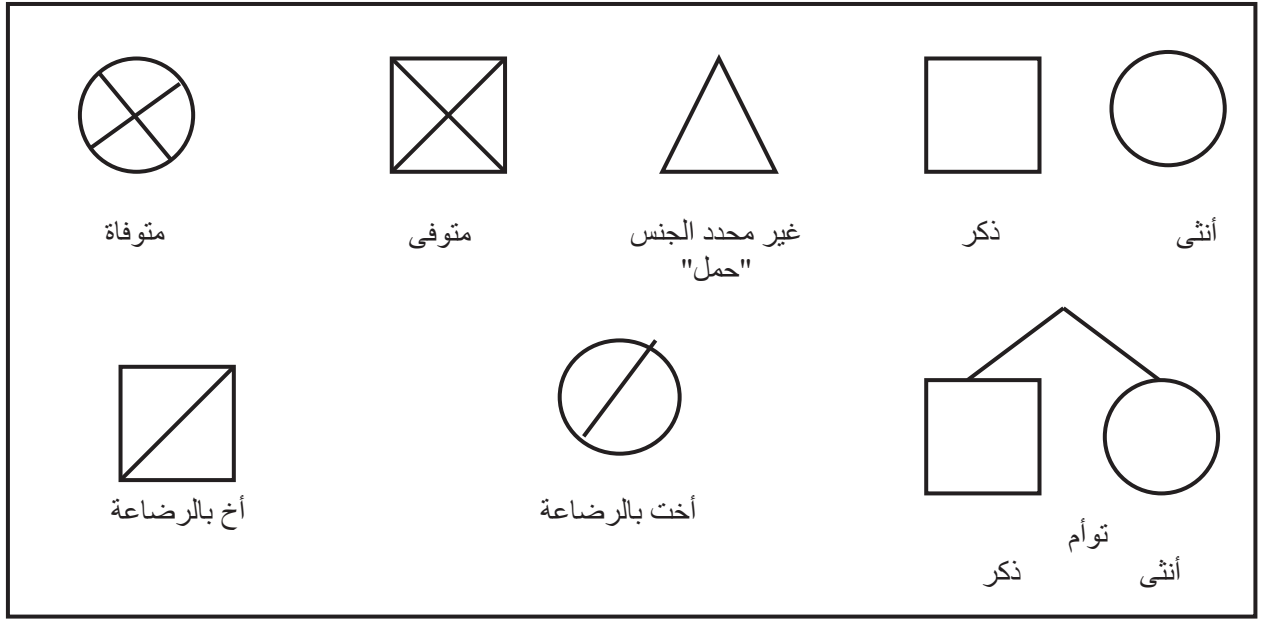 أنثى
ذكر
غير محدد الجنس
"حمل"
متوفى
متوفاة
توأم
أنثى
ذكر
أخت بالرضاعة
أخ بالرضاعة